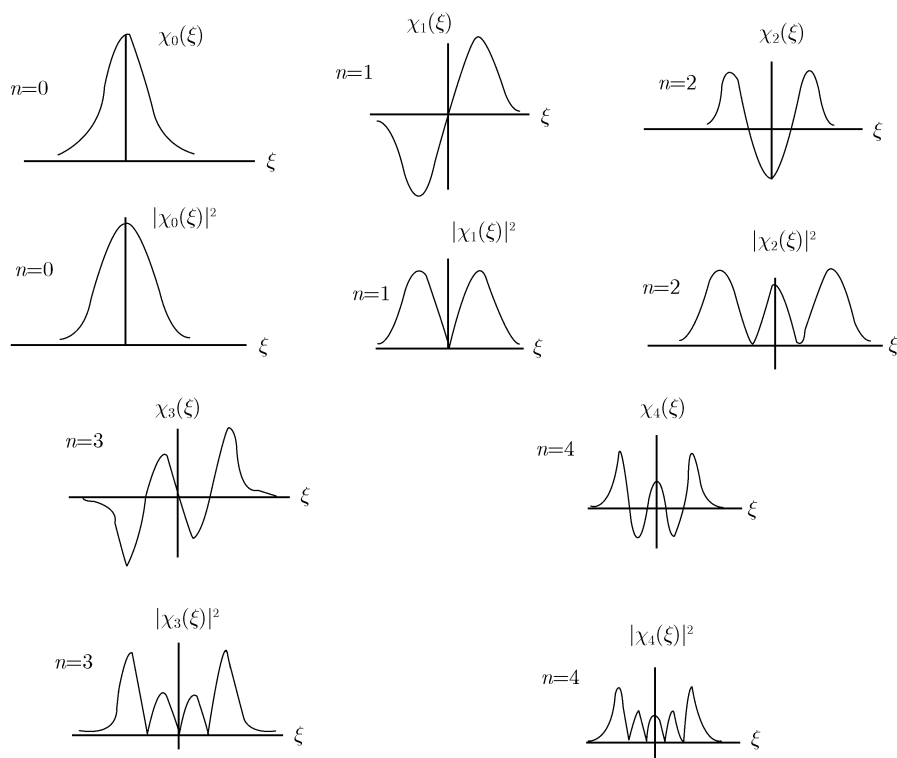 χ₀(ξ)
n=0
ξ
χ₁(ξ)
n=1
ξ
χ₂(ξ)
n=2
ξ
|χ₀(ξ)|²
n=0
ξ
|χ₁(ξ)|²
n=1
ξ
|χ₂(ξ)|²
n=2
ξ
χ₃(ξ)
n=3
ξ
χ₄(ξ)
n=4
ξ
|χ₃(ξ)|²
n=3
ξ
|χ₄(ξ)|²
n=4
ξ